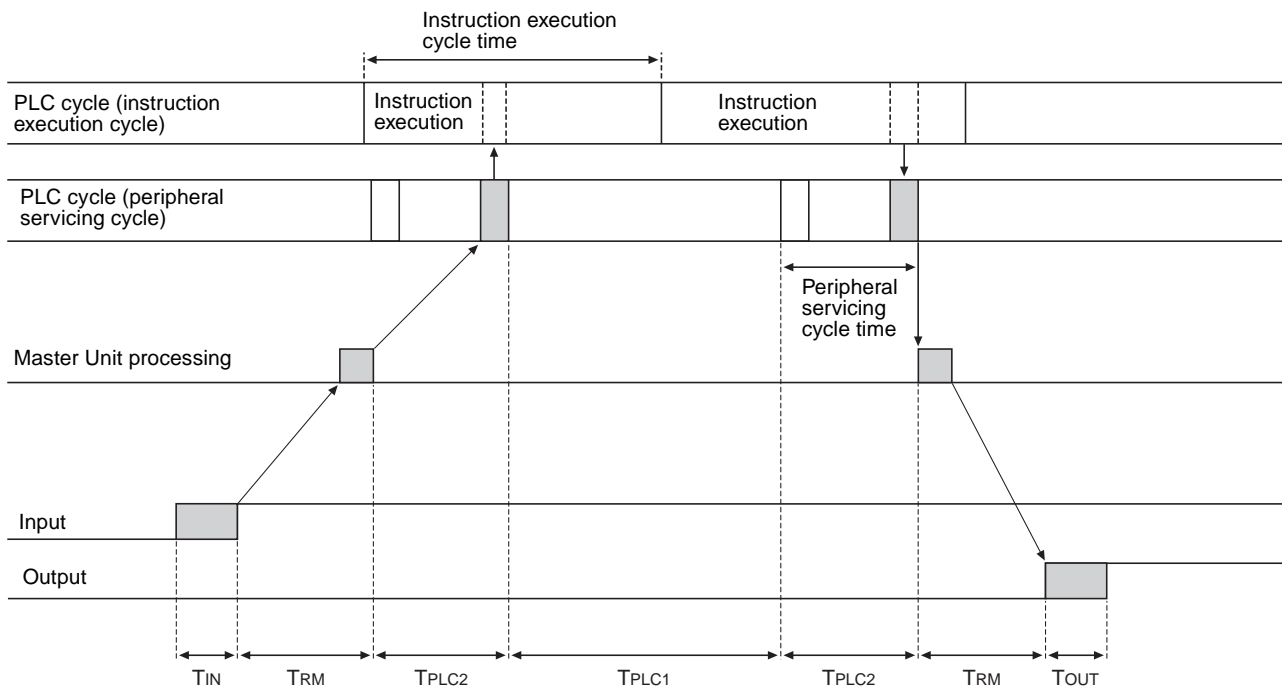 Instruction execution
cycle time
PLC cycle (instruction
execution cycle)
Instruction
execution
Instruction
execution
PLC cycle (peripheral
servicing cycle)
Peripheral
servicing
cycle time
Master Unit processing
Input
Output
TIN TRM TPLC2 TPLC1 TPLC2 TRM TOUT